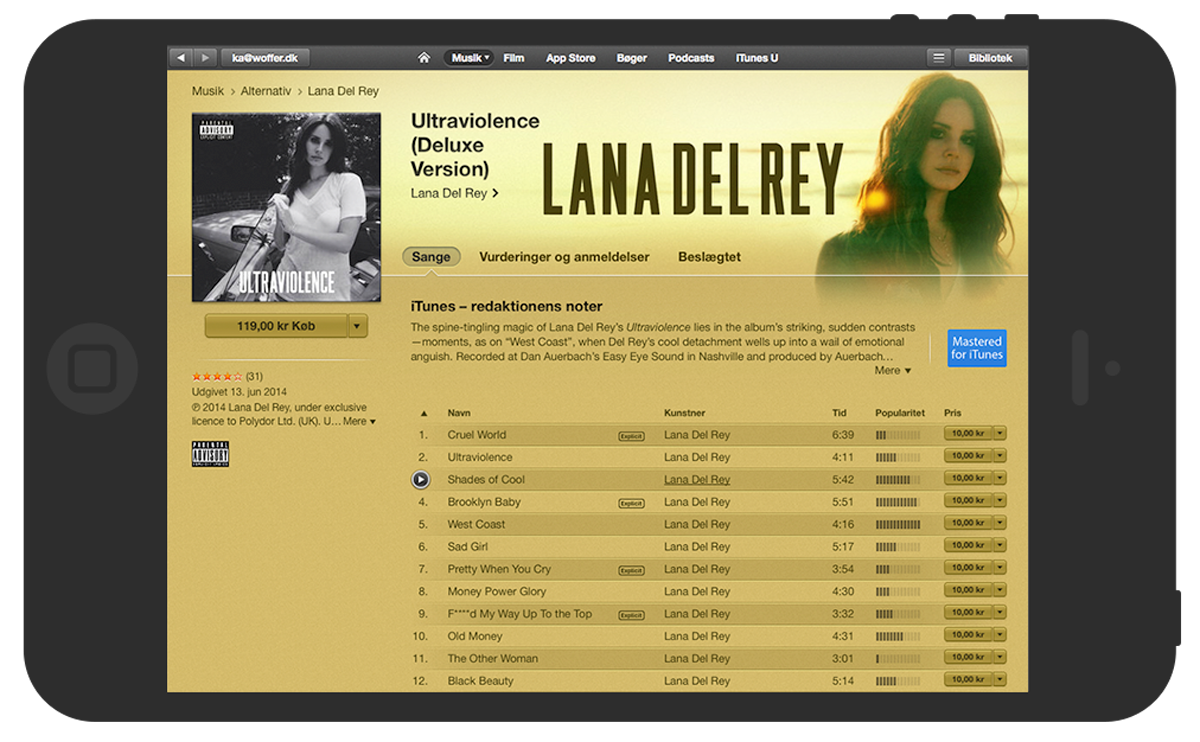 ka@woffer.dk
Musik
Film
App Store
Bøger
Podcasts
iTunes U
Bibliotek
Musik > Alternativ > Lana Del Rey
PARENTAL
ADVISORY
EXPLICIT CONTENT
ULTRAVIOLENCE
Ultraviolence
(Deluxe
Version)
Lana Del Rey >
LANA DEL REY
Sange
Vurderinger og anmeldelser
Beslægtet
119,00 kr Køb
(31)
Udgivet 13. jun 2014
℗ 2014 Lana Del Rey, under exclusive
licence to Polydor Ltd. (UK). U... Mere
PARENTAL
ADVISORY
EXPLICIT LYRICS
iTunes – redaktionens noter
The spine-tingling magic of Lana Del Rey's Ultraviolence lies in the album's striking, sudden contrasts
—moments, as on "West Coast", when Del Rey's cool detachment wells up into a wail of emotional
anguish. Recorded at Dan Auerbach's Easy Eye Sound in Nashville and produced by Auerbach...
Mere
Mastered
for iTunes
Navn Kunstner Tid Popularitet Pris
1. Cruel World Explicit Lana Del Rey 6:39 10,00 kr
2. Ultraviolence Lana Del Rey 4:11 10,00 kr
Shades of Cool Lana Del Rey 5:42 10,00 kr
4. Brooklyn Baby Explicit Lana Del Rey 5:51 10,00 kr
5. West Coast Lana Del Rey 4:16 10,00 kr
6. Sad Girl Lana Del Rey 5:17 10,00 kr
7. Pretty When You Cry Explicit Lana Del Rey 3:54 10,00 kr
8. Money Power Glory Lana Del Rey 4:30 10,00 kr
9. F****d My Way Up To the Top Explicit Lana Del Rey 3:32 10,00 kr
10. Old Money Lana Del Rey 4:31 10,00 kr
11. The Other Woman Lana Del Rey 3:01 10,00 kr
12. Black Beauty Lana Del Rey 5:14 10,00 kr